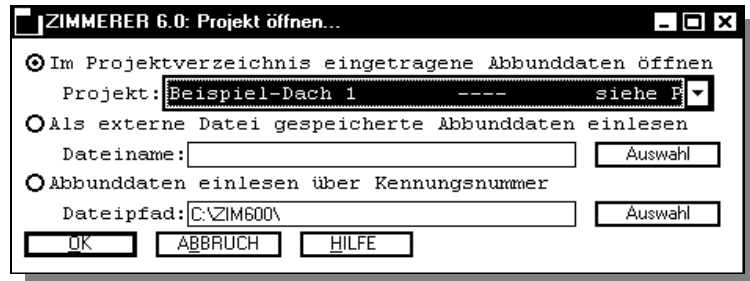 ZIMMERER 6.0: Projekt öffnen...
Im Projektverzeichnis eingetragene Abbunddaten öffnen
Projekt: Beispiel-Dach 1 ---- siehe P
Als externe Datei gespeicherte Abbunddaten einlesen
Dateiname: Auswahl
Abbunddaten einlesen über Kennungsnummer
Dateipfad: C:\ZIM600\ Auswahl
OK ABBRUCH HILFE